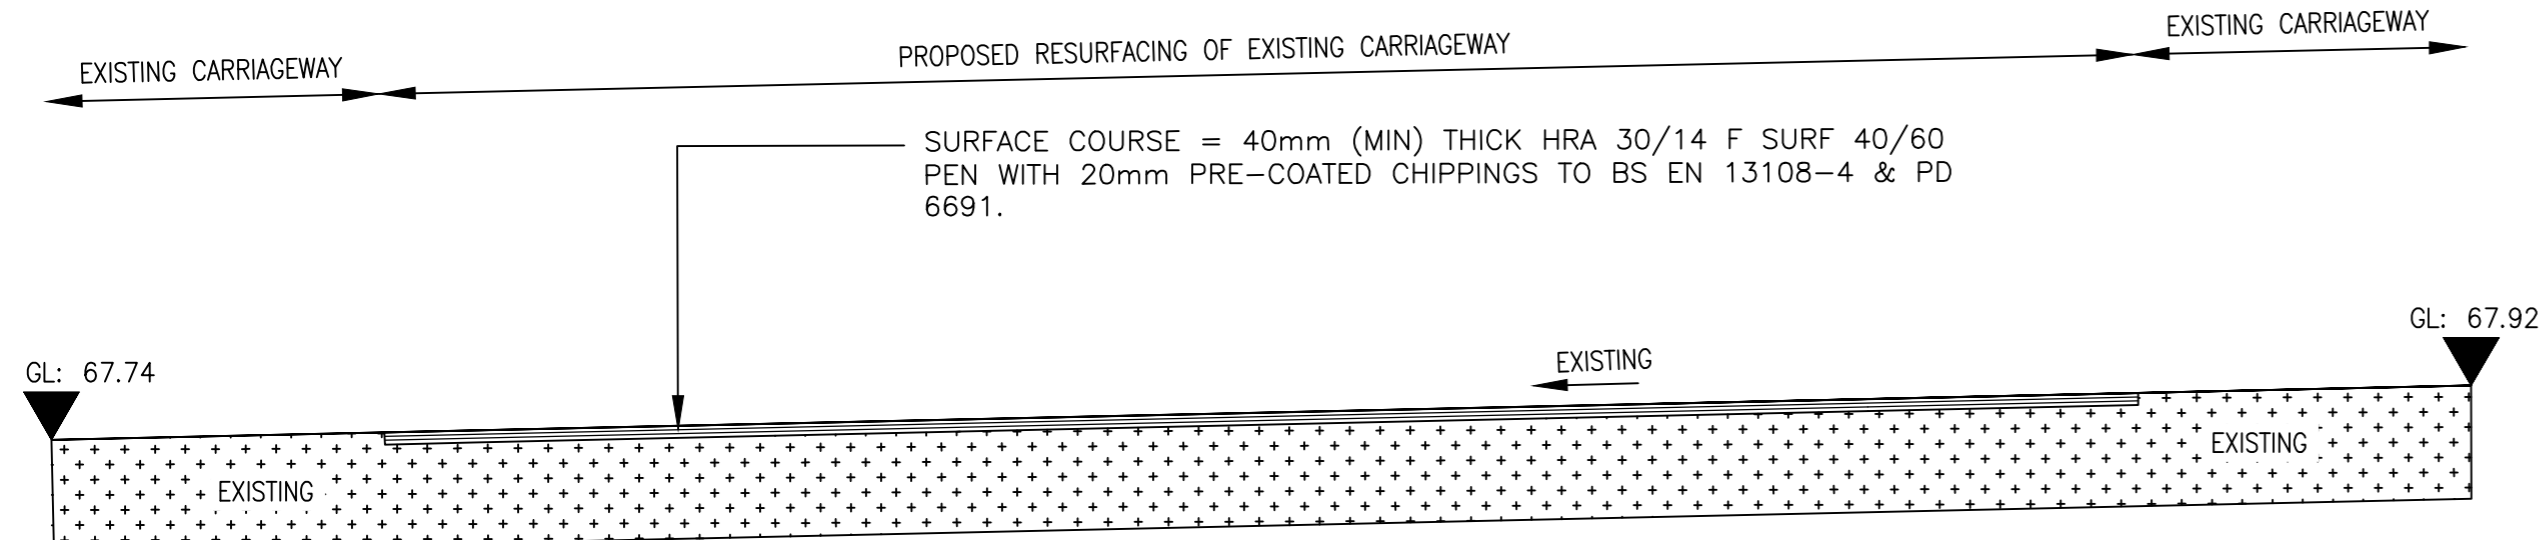 EXISTING CARRIAGEWAY
PROPOSED RESURFACING OF EXISTING CARRIAGEWAY
EXISTING CARRIAGEWAY
SURFACE COURSE = 40mm (MIN) THICK HRA 30/14 F SURF 40/60
PEN WITH 20mm PRE-COATED CHIPPINGS TO BS EN 13108-4 & PD
6691.
GL: 67.74
EXISTING
GL: 67.92
EXISTING
EXISTING